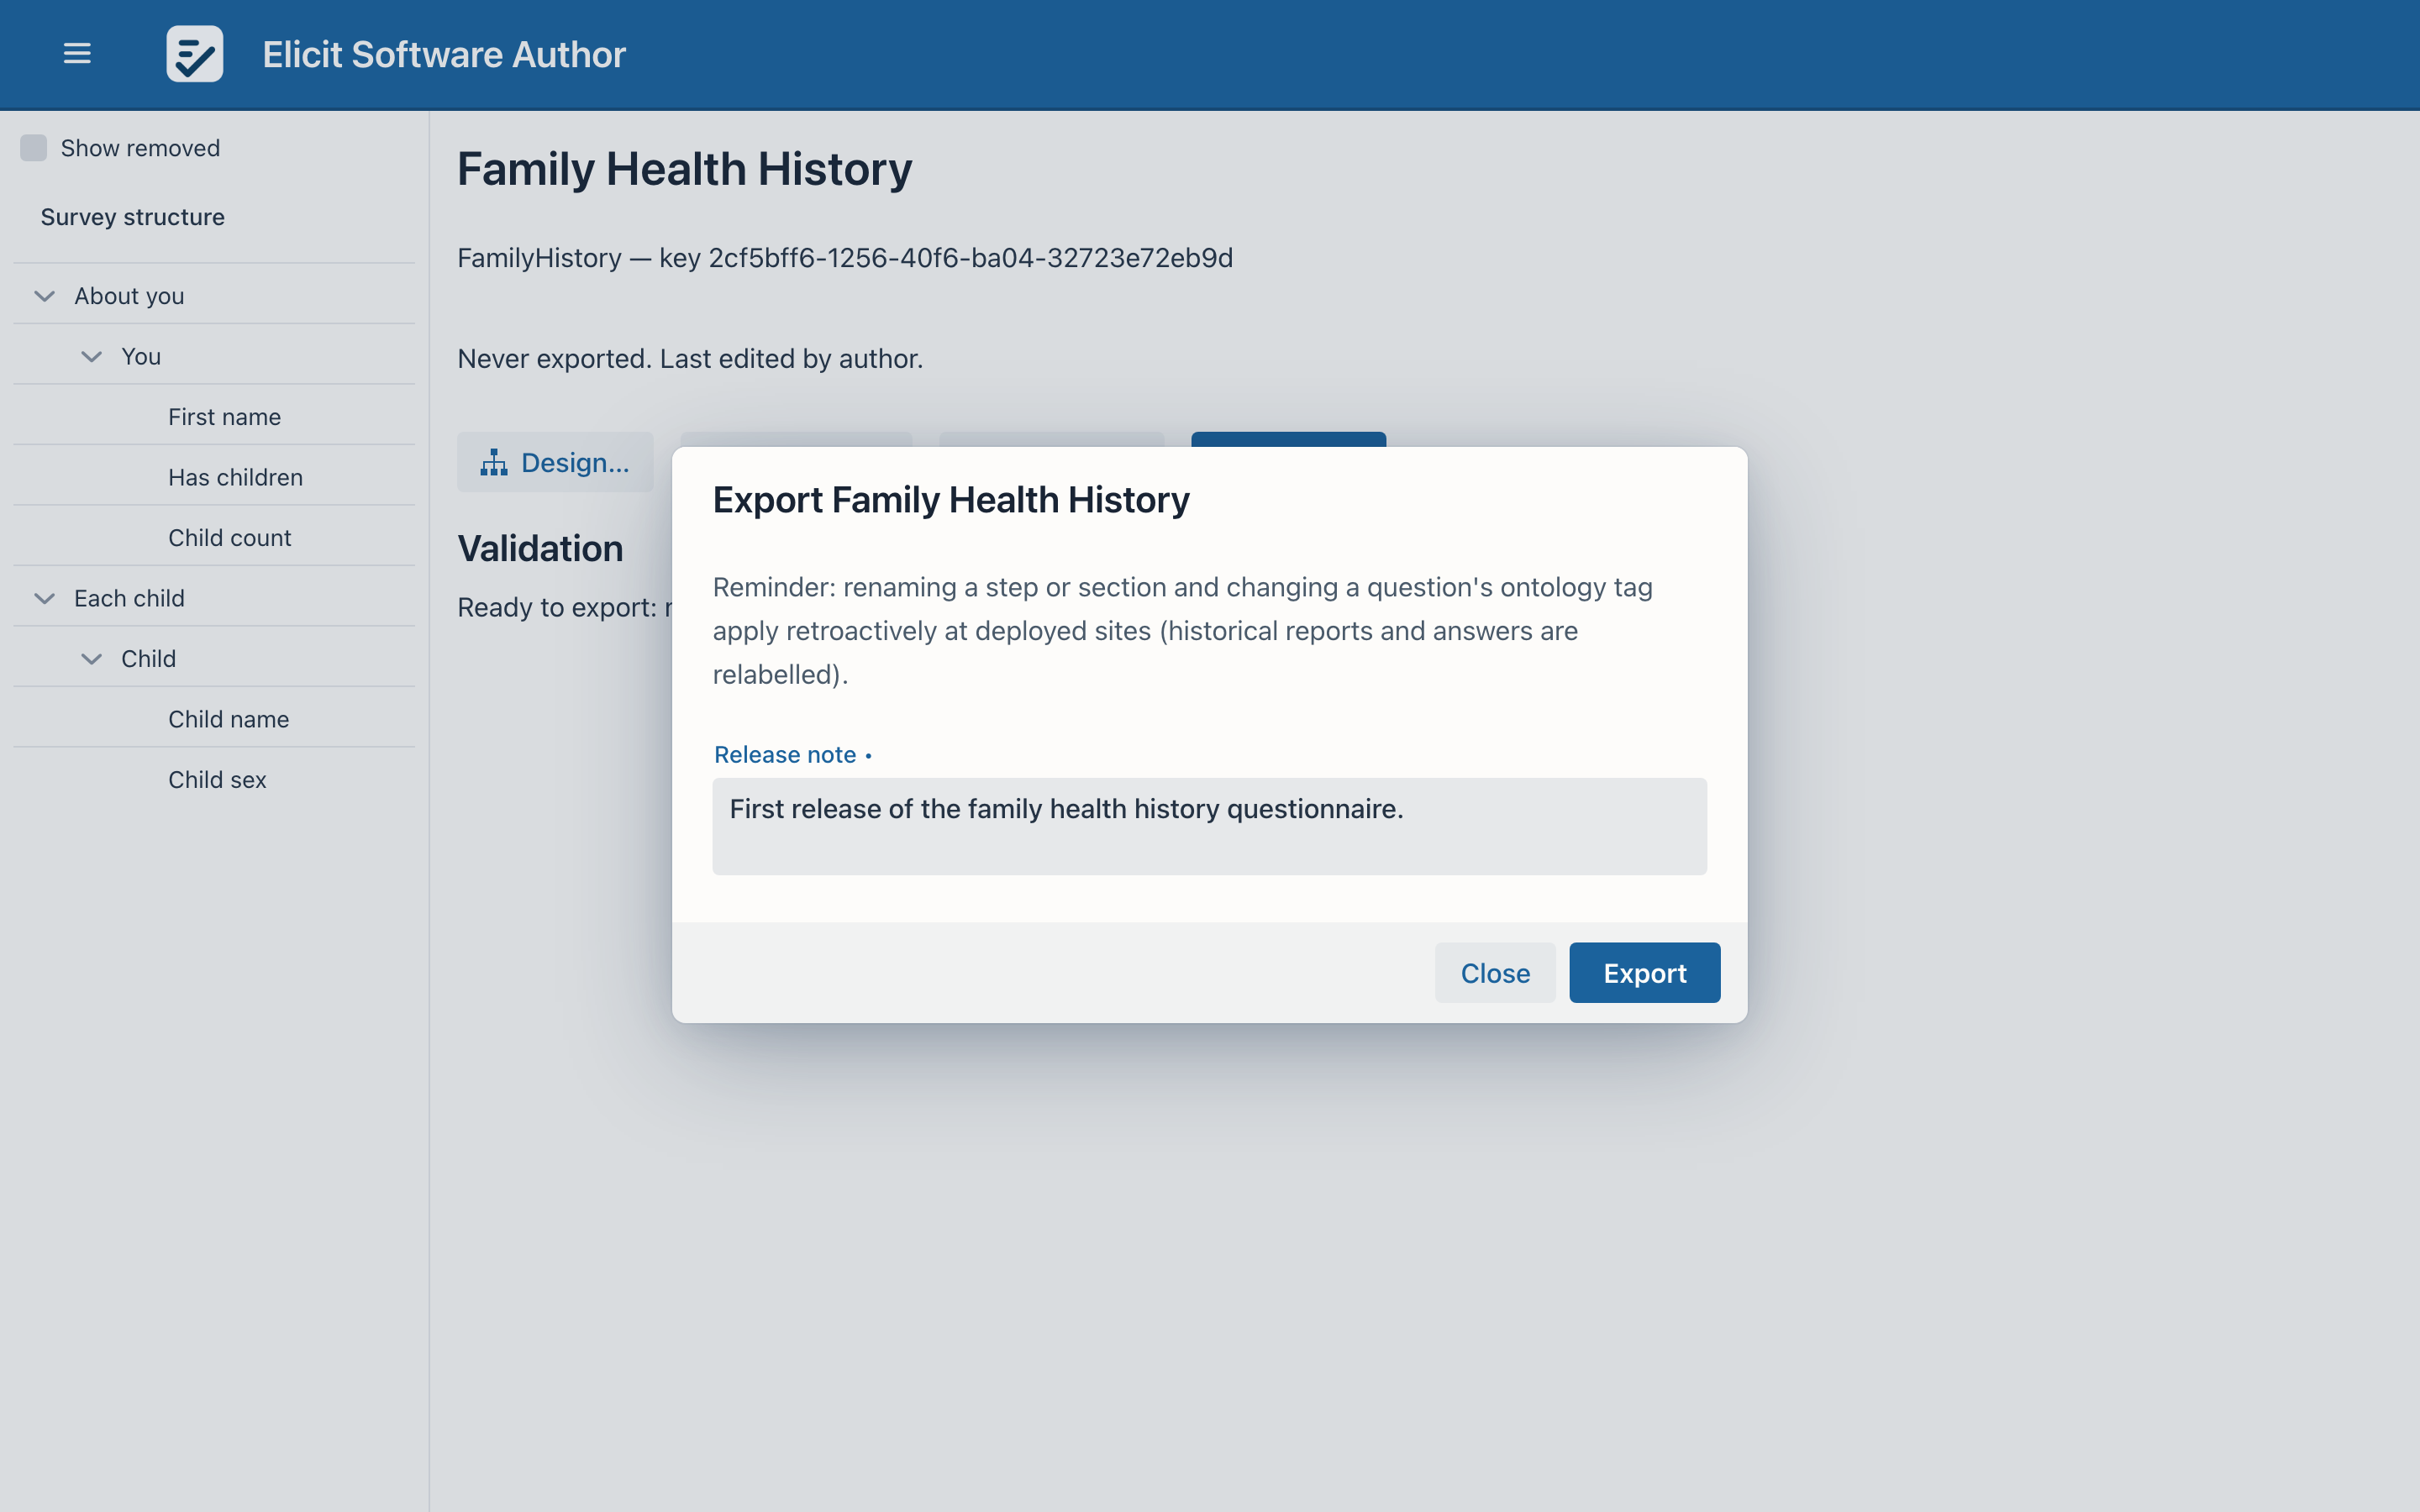 Elicit Software Author
Show removed
Survey structure
About you
You
First name
Has children
Child count
Each child
Child
Child name
Child sex
Family Health History
FamilyHistory — key 2cf5bff6-1256-40f6-ba04-32723e72eb9d
Never exported. Last edited by author.
Design...
Validation
Ready to export:
Export Family Health History
Reminder: renaming a step or section and changing a question's ontology tag
apply retroactively at deployed sites (historical reports and answers are
relabelled).
Release note •
First release of the family health history questionnaire.
Close
Export